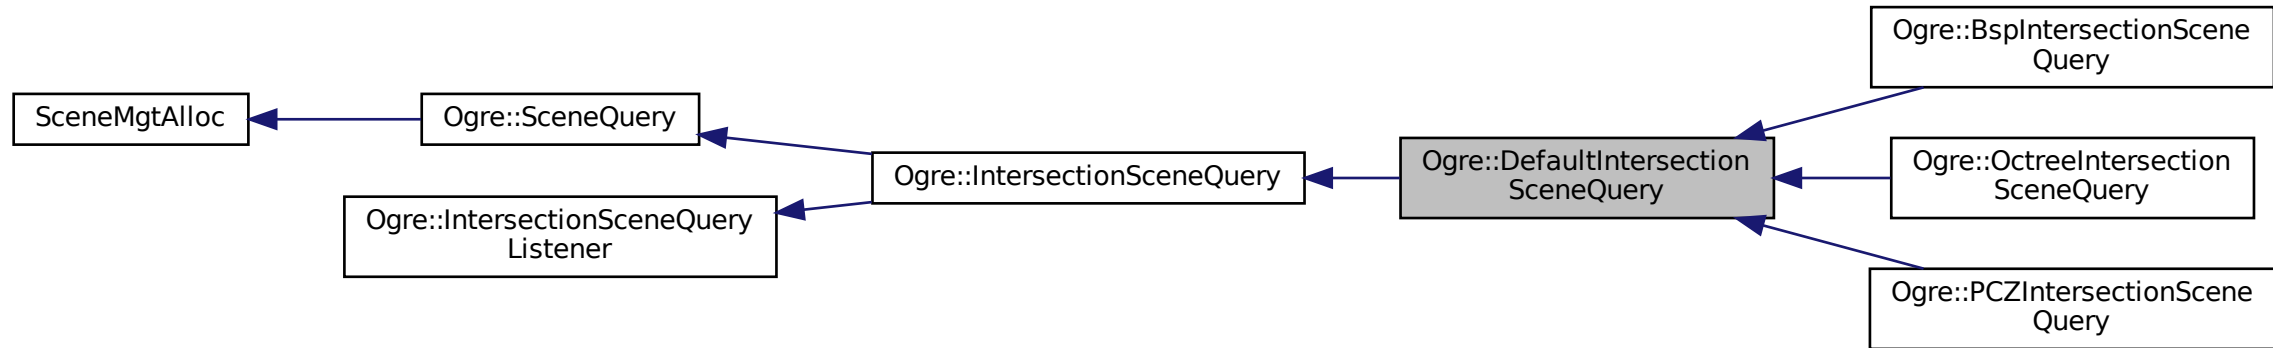 SceneMgtAlloc
Ogre::SceneQuery
Ogre::IntersectionSceneQuery
Listener
Ogre::IntersectionSceneQuery
Ogre::DefaultIntersection
SceneQuery
Ogre::BspIntersectionScene
Query
Ogre::OctreeIntersection
SceneQuery
Ogre::PCZIntersectionScene
Query